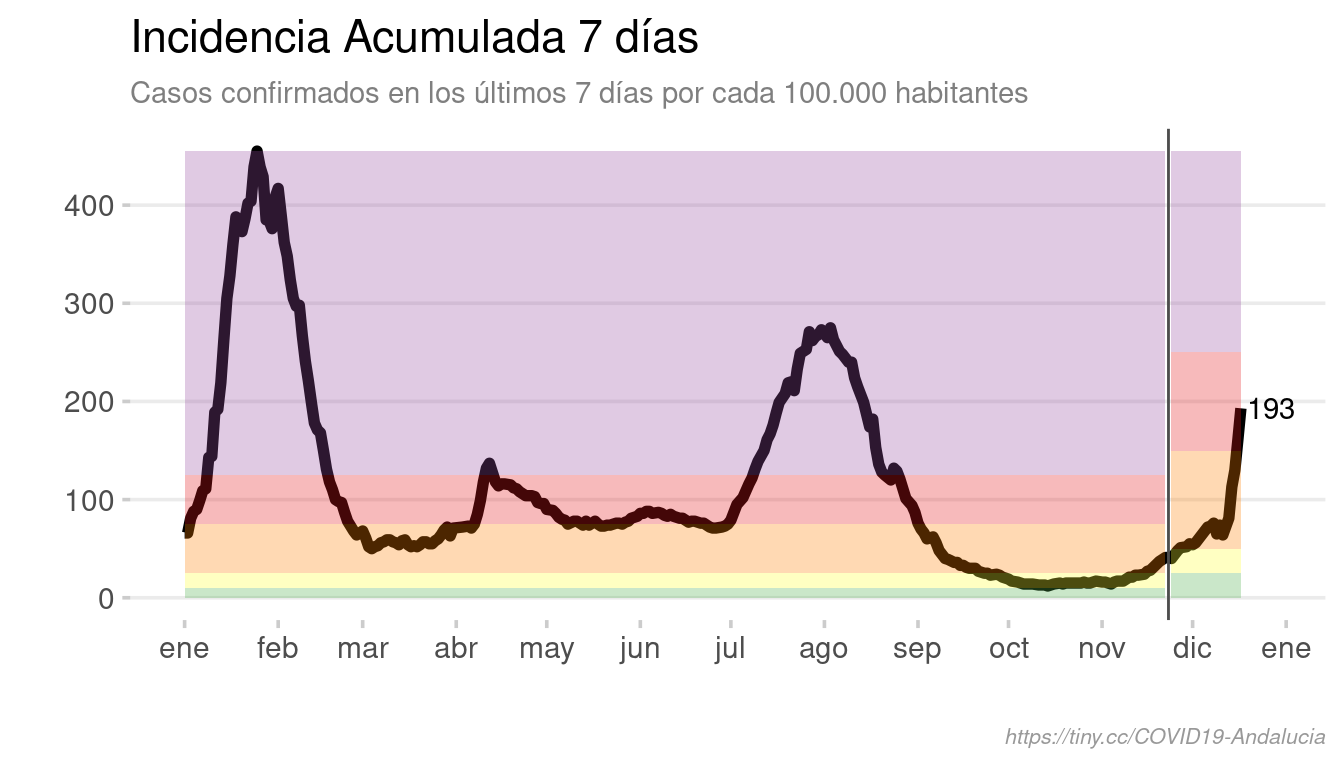 Incidencia Acumulada 7 días
Casos confirmados en los últimos 7 días por cada 100.000 habitantes
400
300
200
100
0
193
ene feb mar abr may jun jul ago sep oct nov dic ene
https://tiny.cc/COVID19-Andalucia